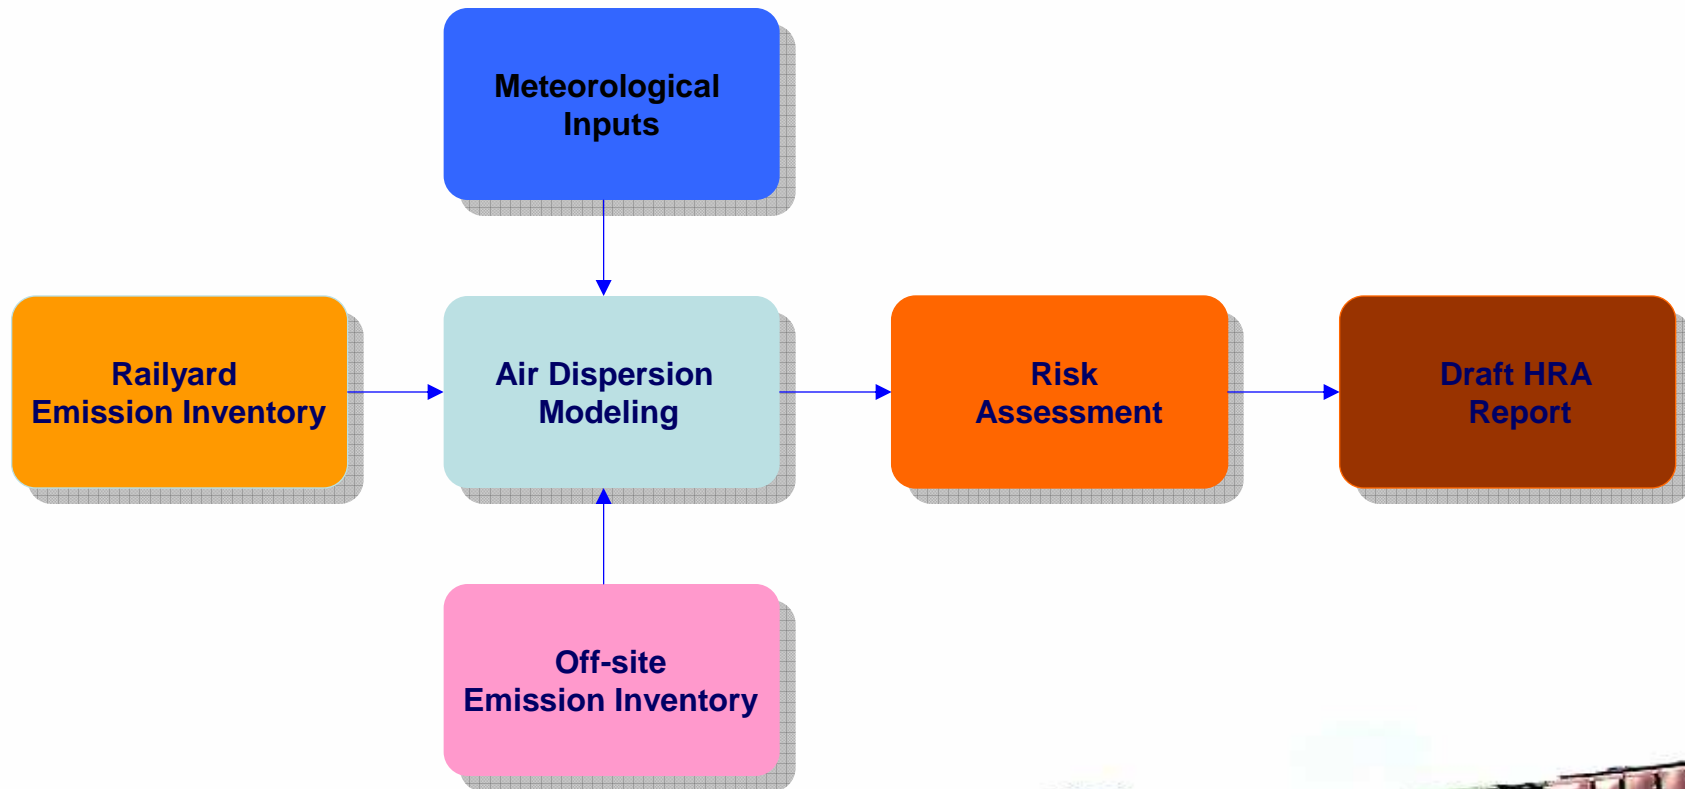 Meteorological
Inputs
Railyard
Emission Inventory
Air Dispersion
Modeling
Risk
Assessment
Draft HRA
Report
Off-site
Emission Inventory